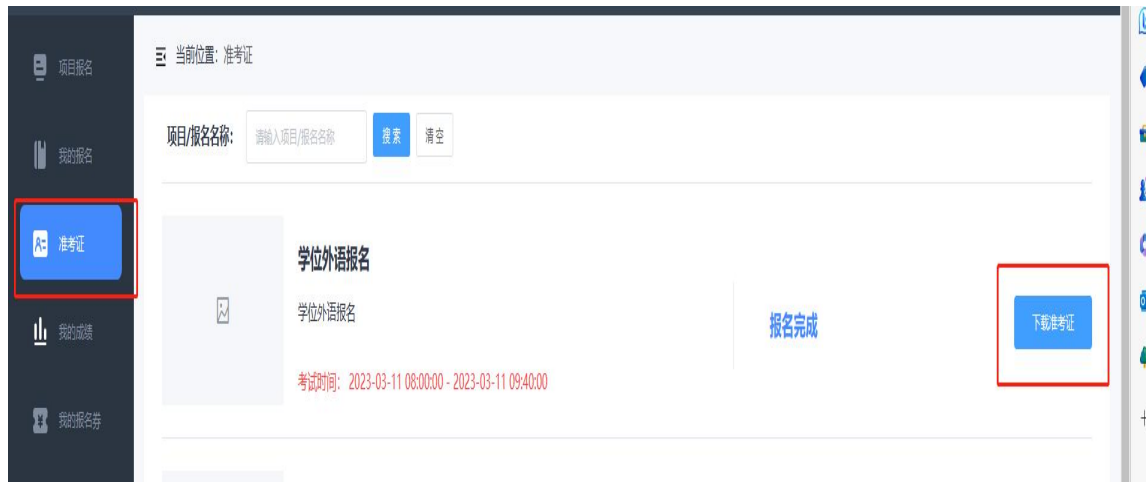 项目报名
我的报名
准考证
我的成绩
我的报名券
当前位置：准考证
项目/报名名称：
请输入项目/报名名称
搜索
清空
学位外语报名
学位外语报名
考试时间：2023-03-11 08:00:00 - 2023-03-11 09:40:00
报名完成
下载准考证